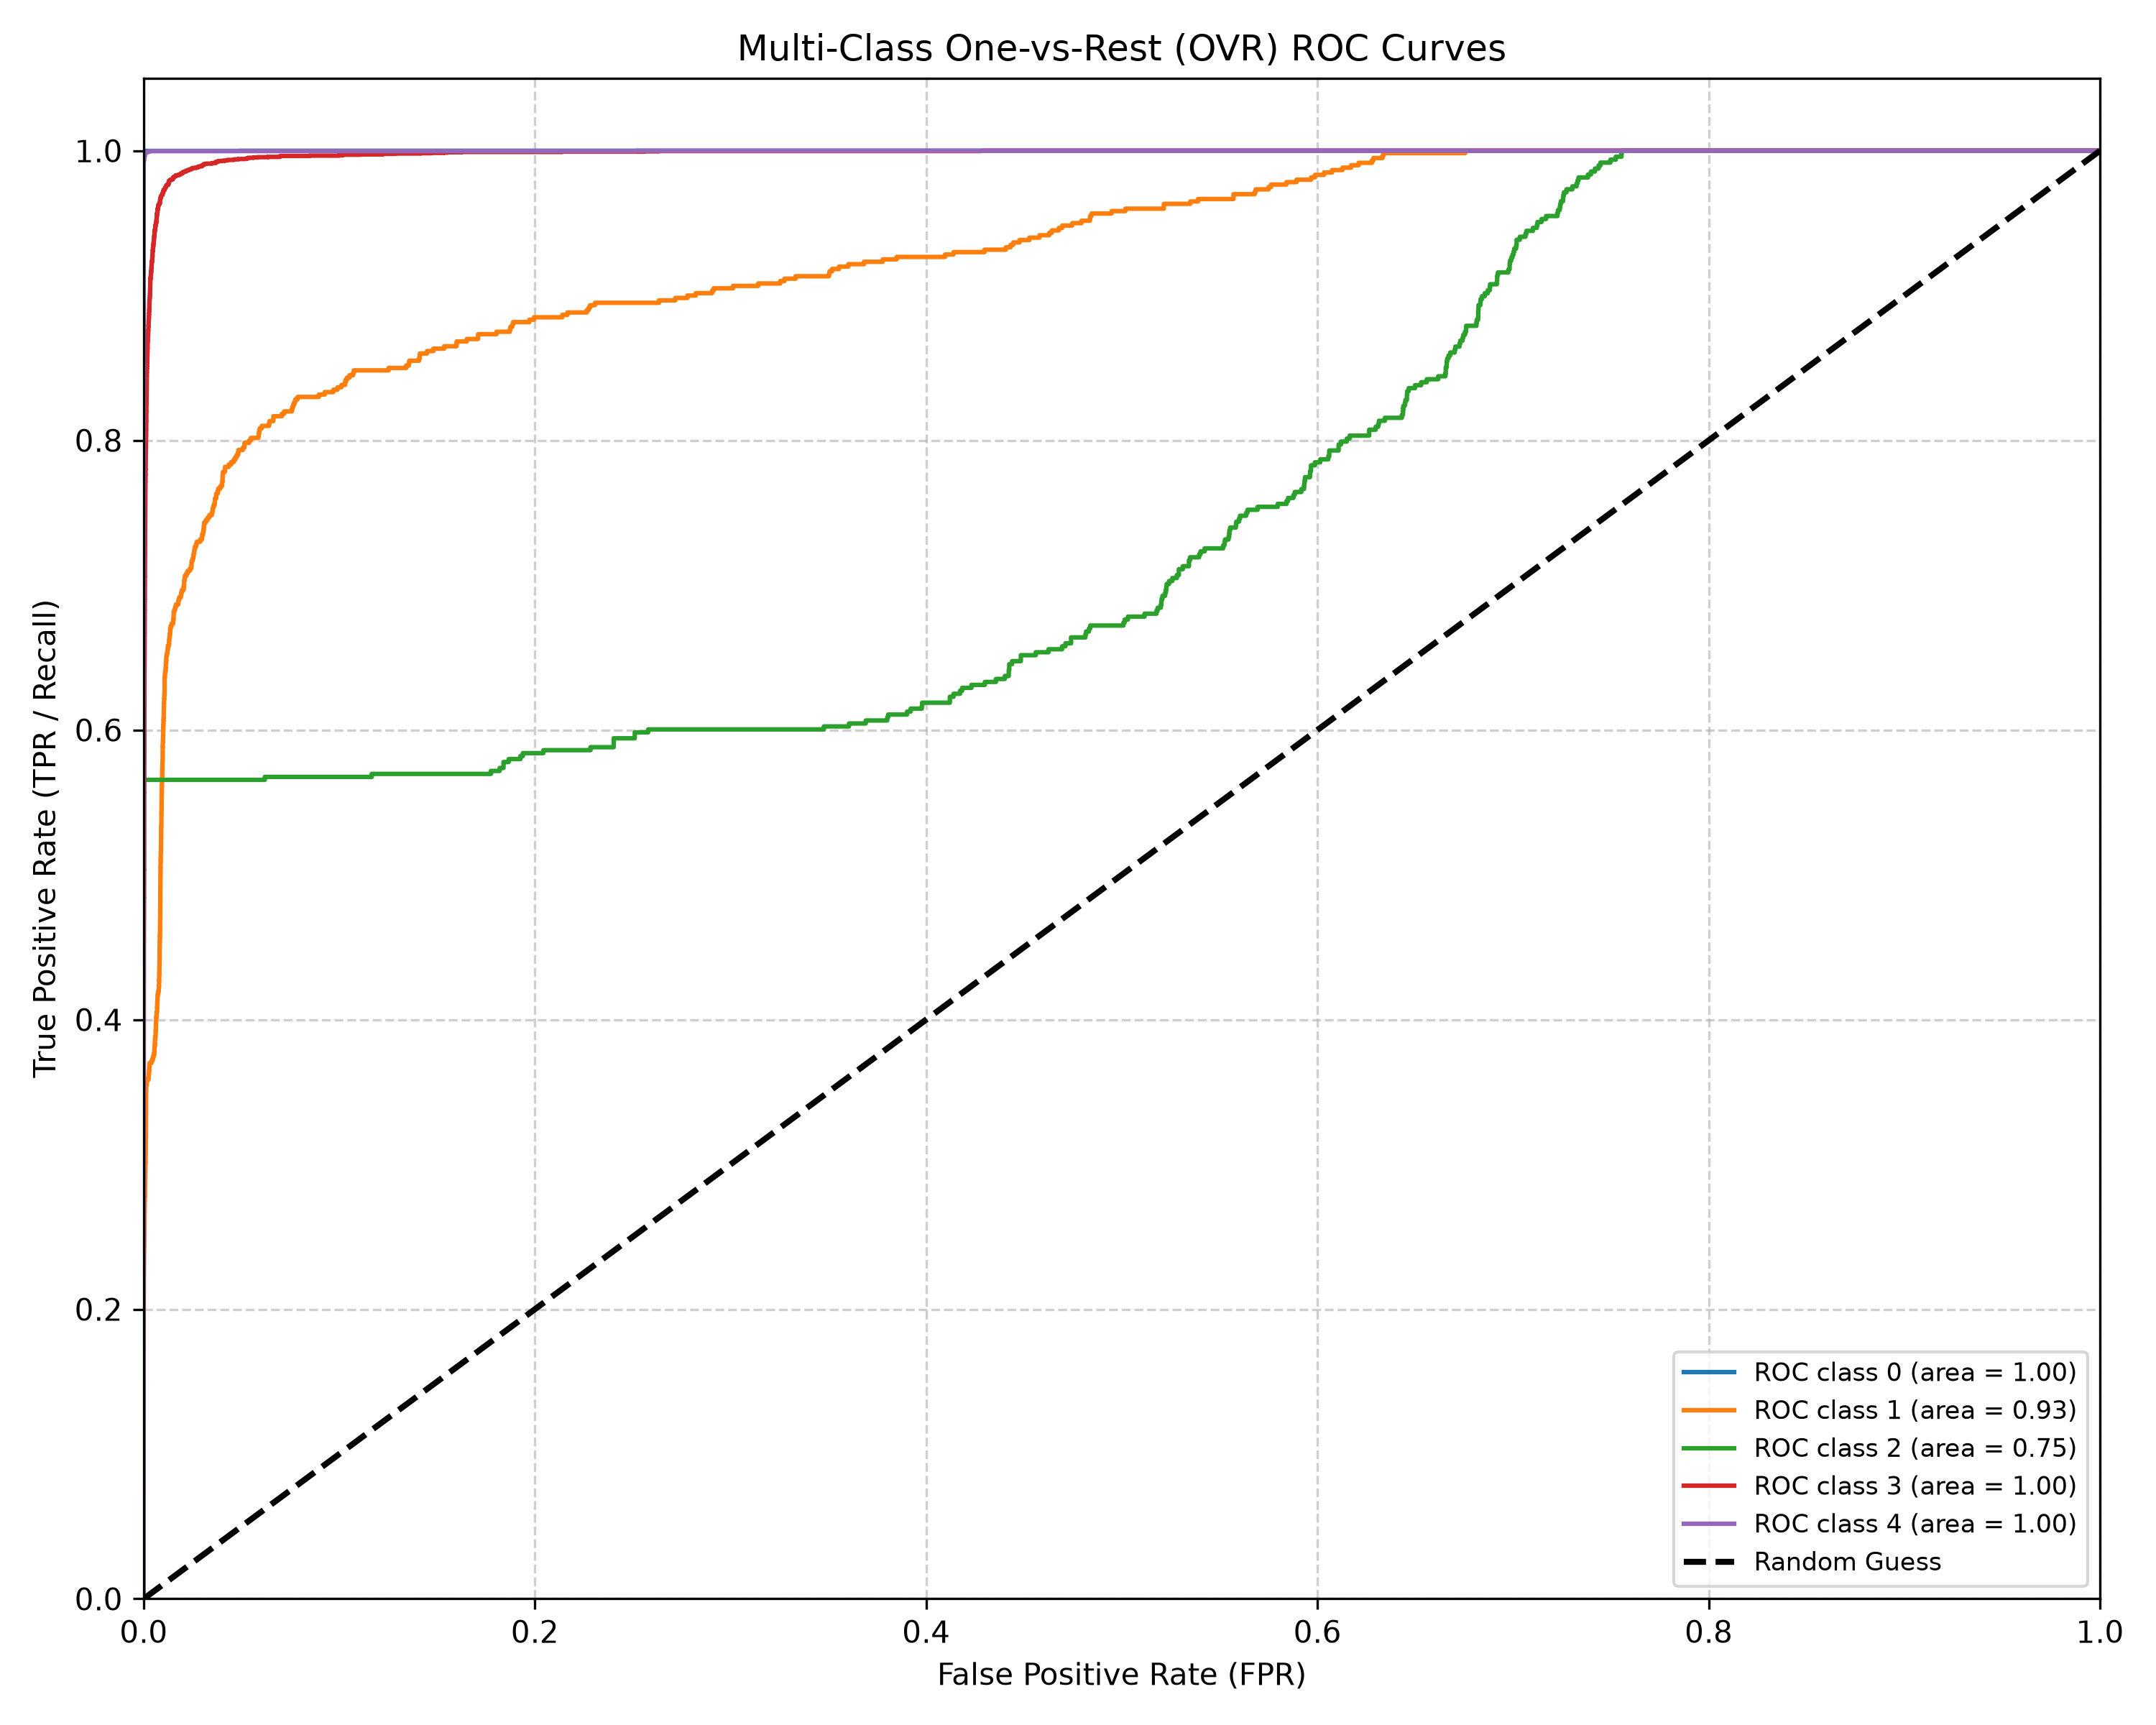 Multi-Class One-vs-Rest (OVR) ROC Curves
True Positive Rate (TPR / Recall)
1.0
0.8
0.6
0.4
0.2
0.0
0.0 0.2 0.4 0.6 0.8 1.0
False Positive Rate (FPR)
ROC class 0 (area = 1.00)
ROC class 1 (area = 0.93)
ROC class 2 (area = 0.75)
ROC class 3 (area = 1.00)
ROC class 4 (area = 1.00)
Random Guess